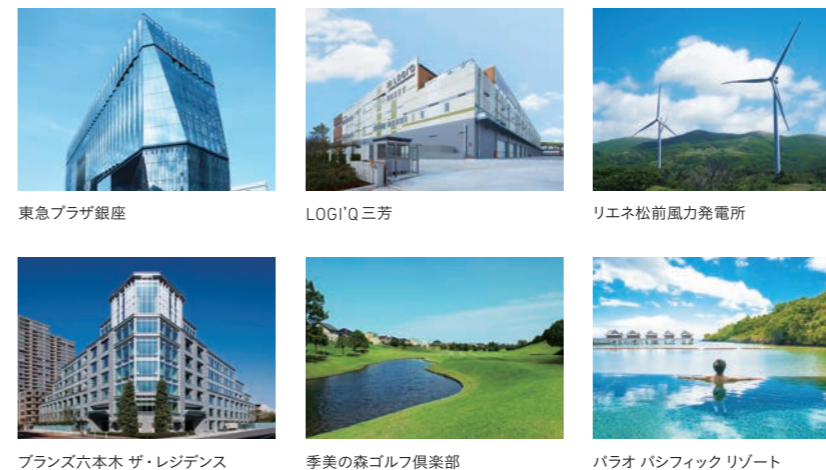 LOGI'Q
東急プラザ銀座
LOGI'Q三芳
リエネ松前風力発電所
ブランズ六本木 ザ・レジデンス
季美の森ゴルフ倶楽部
パラオ パシフィック リゾート